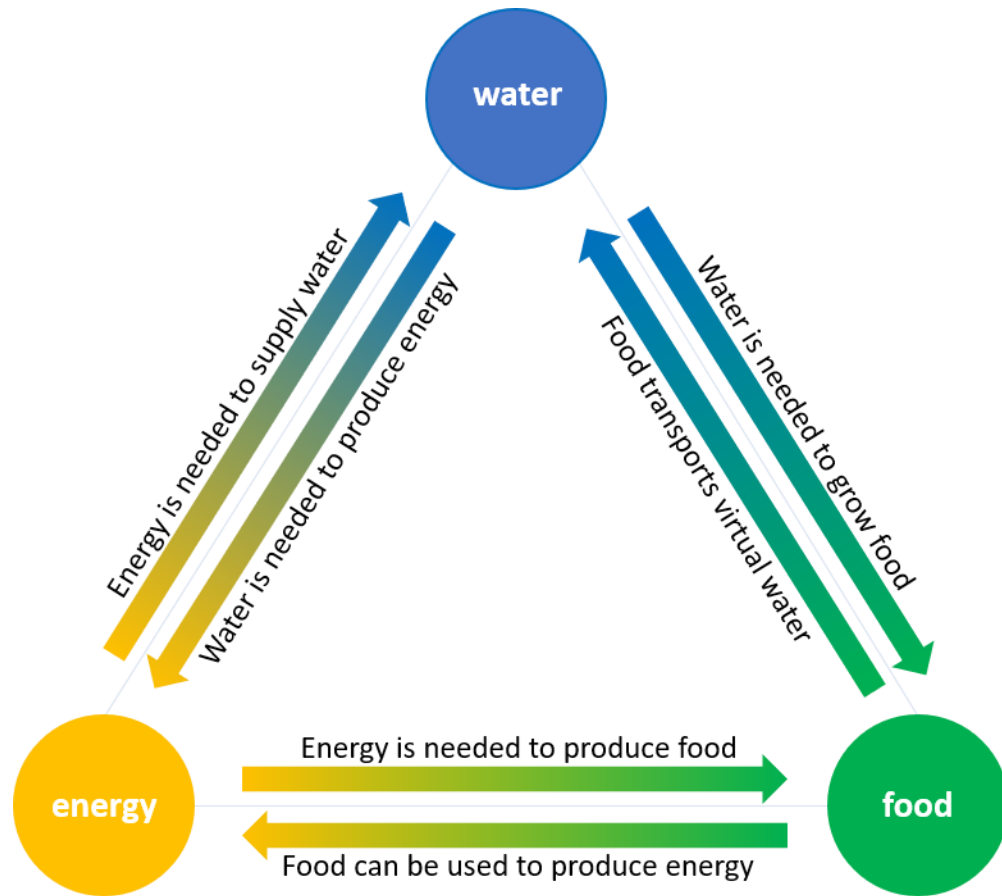 water
Energy is needed to supply water
Water is needed to produce energy
Food transports virtual water
Water is needed to grow food
Energy is needed to produce food
energy
food
Food can be used to produce energy